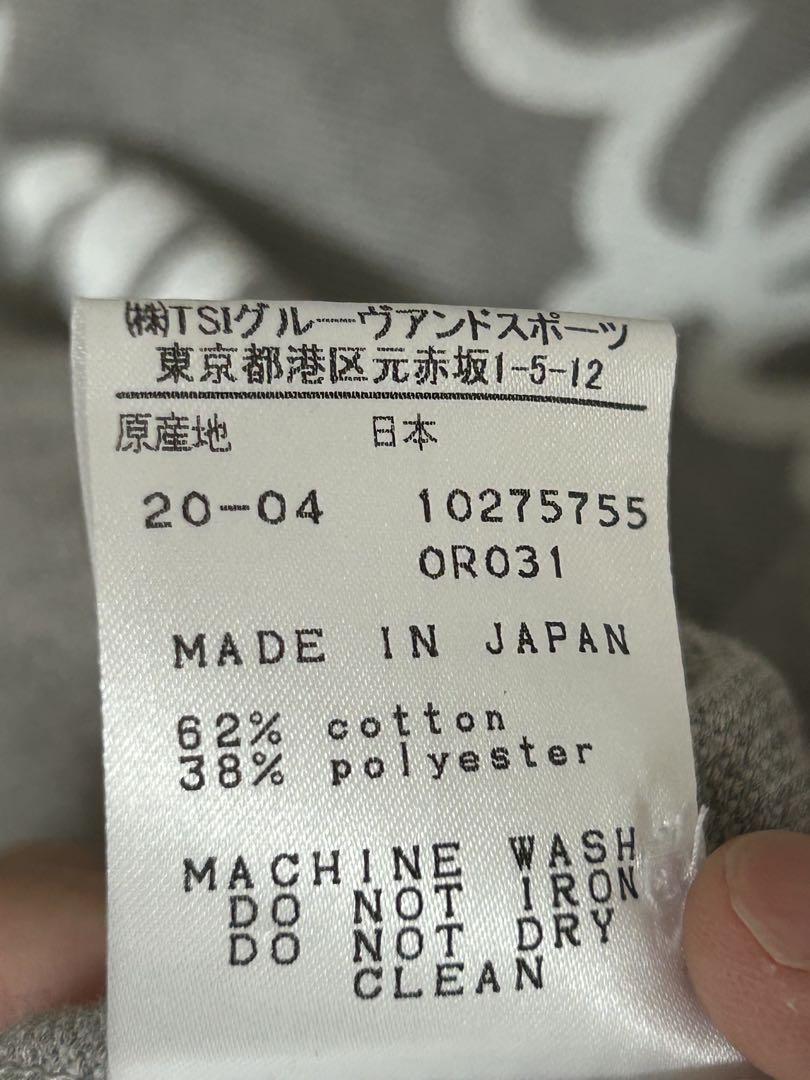 ㈱TSIグルーヴアンドスポーツ
東京都港区元赤坂1-5-12
原産地 日本
20-04 10275755
OR031
MADE IN JAPAN
62% cotton
38% polyester
MACHINE WASH
DO NOT IRON
DO NOT DRY
CLEAN